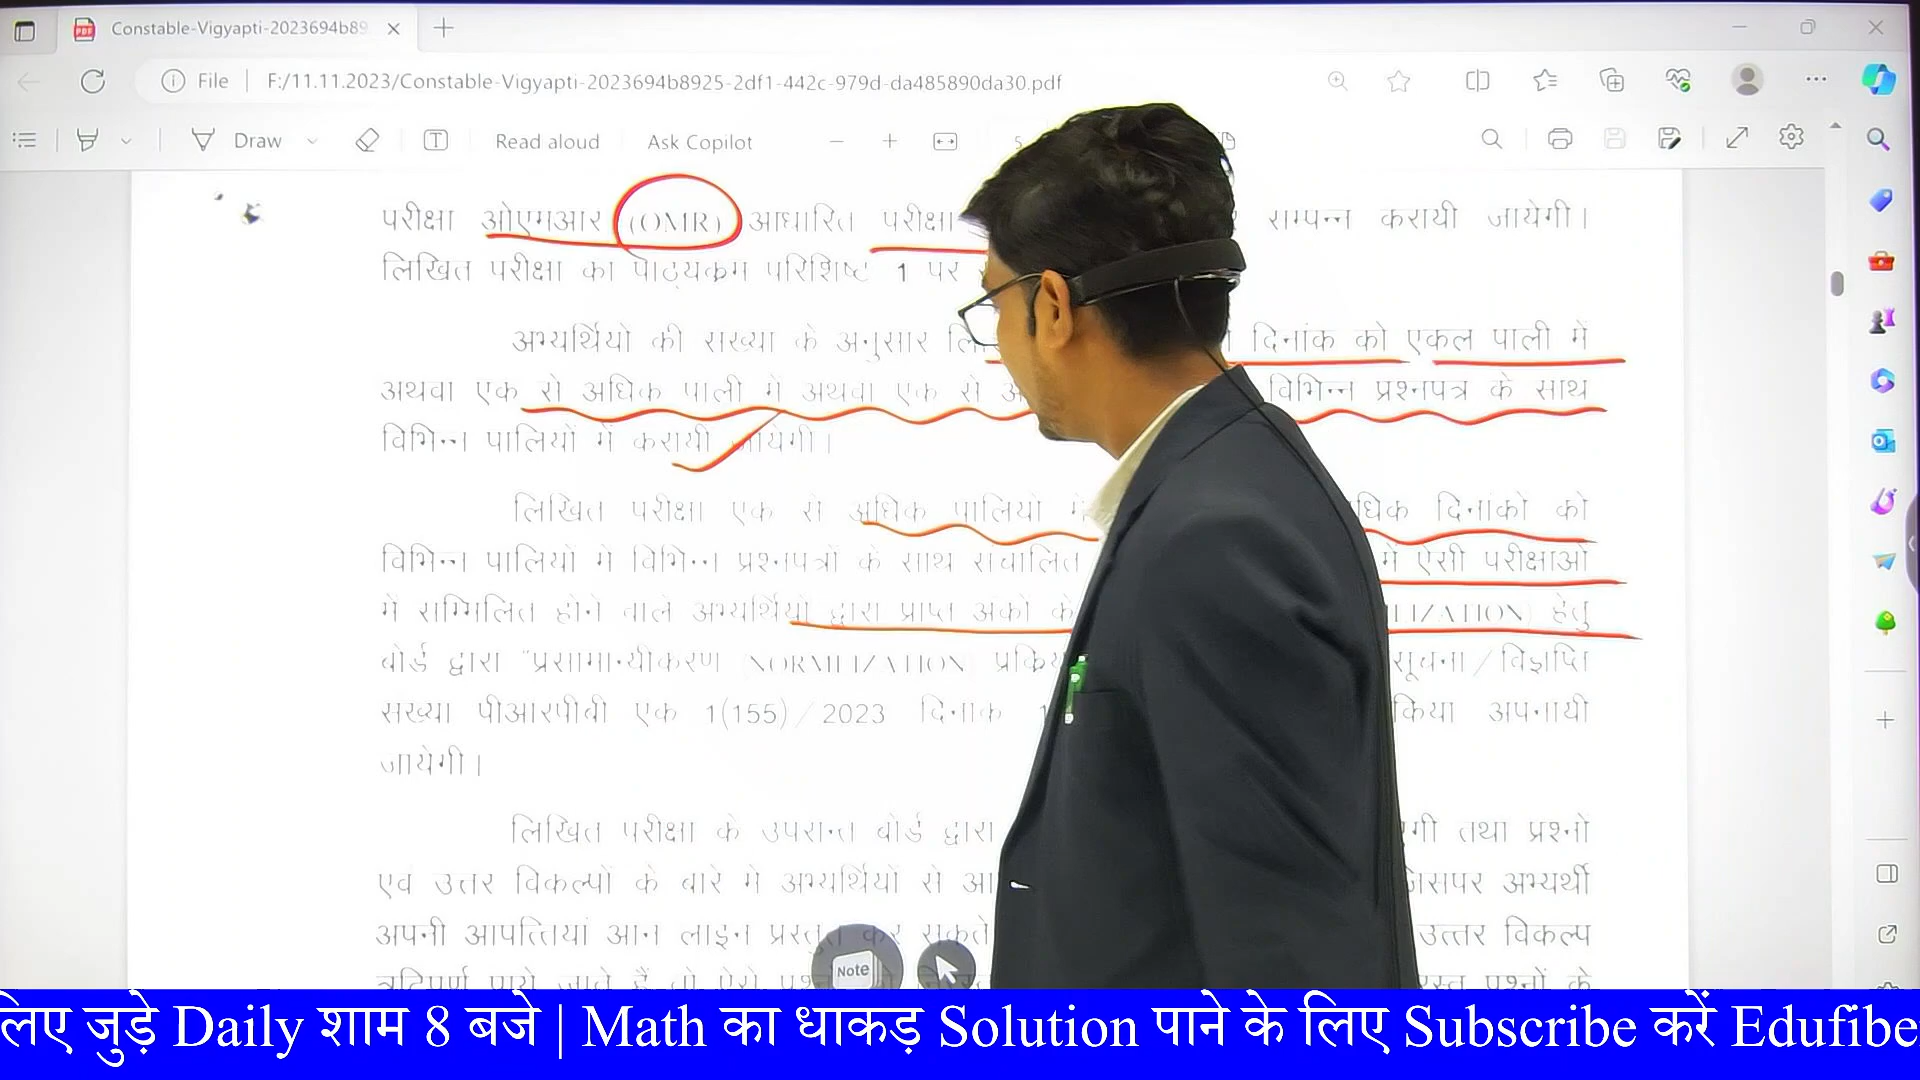 Constable-Vigyapti-2023694b89
File F:/11.11.2023/Constable-Vigyapti-2023694b8925-2df1-442c-979d-da485890da30.pdf
Draw Read aloud Ask Copilot 5
परीक्षा ओएमआर (OMR) आधारित परीक्षा सम्पन्न करायी जायेगी।
लिखित परीक्षा का पाठ्यक्रम परिशिष्ट 1 पर
अभ्यर्थियो की सख्या के अनुसार दिनांक को एकल पाली में
अथवा एक से अधिक पाली में अथवा एक से विभिन्न प्रश्नपत्र के साथ
विभिन्न पालियों में करायी जायेगी।
लिखित परीक्षा एक से अधिक पालियों में दिनांको को
विभिन्न पालियों में विभिन्न प्रश्नपत्रों के साथ संचालित में ऐसी परीक्षाओं
में सम्मिलित होने वाले अभ्यर्थियों द्वारा प्राप्त अंको के हेतु
बोर्ड द्वारा "प्रसामान्यीकरण सूचना/विज्ञप्ति
सख्या पीआरपीबी एक 1(155)/2023 दिनाक अपनायी
जायेगी।
लिखित परीक्षा के उपरान्त बोर्ड द्वारा तथा प्रश्नों
एवं उत्तर विकल्पों के बारे में अभ्यर्थियों से अभ्यर्थी
अपनी आपत्तियां आन लाइन प्रस्तुत कर सकते उत्तर विकल्प
Note
लिए जुड़े Daily शाम 8 बजे | Math का धाकड़ Solution पाने के लिए Subscribe करें Edufibe